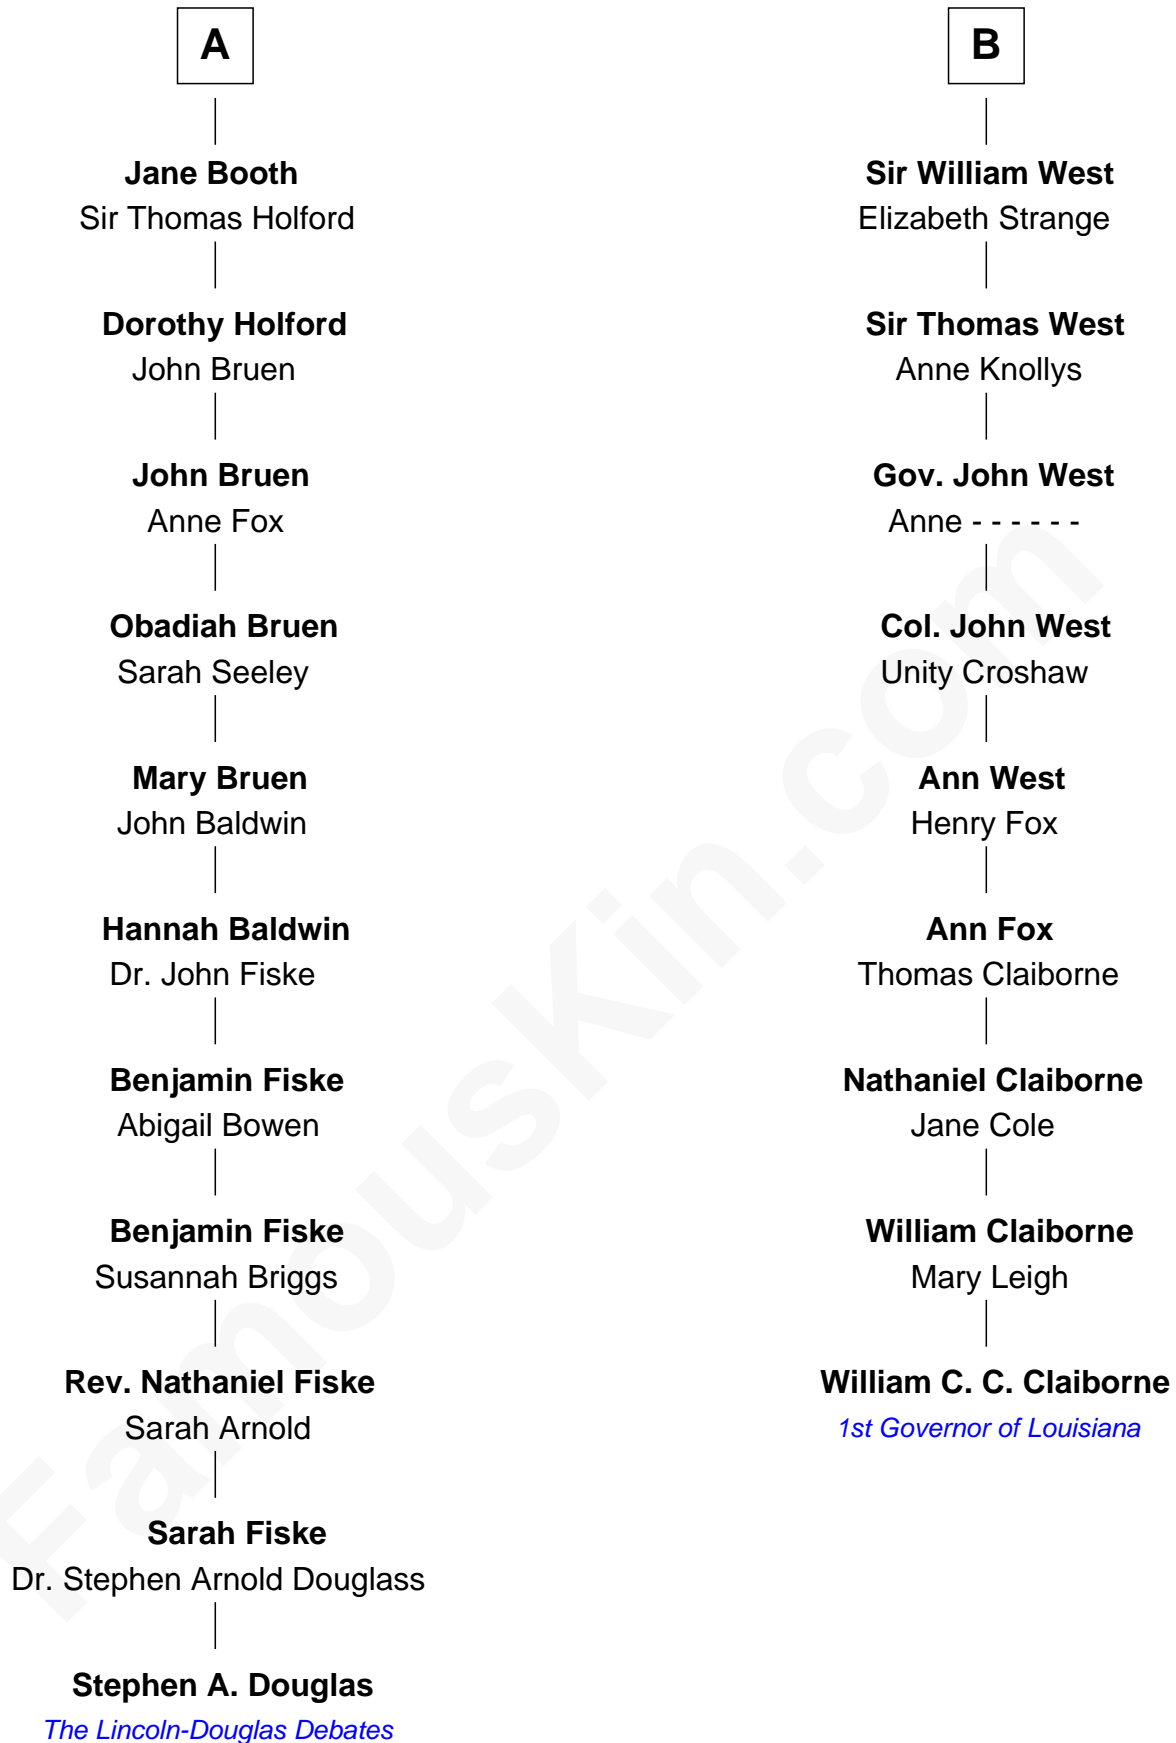 A
Jane Booth
Sir Thomas Holford
Dorothy Holford
John Bruen
John Bruen
Anne Fox
Obadiah Bruen
Sarah Seeley
Mary Bruen
John Baldwin
Hannah Baldwin
Dr. John Fiske
Benjamin Fiske
Abigail Bowen
Benjamin Fiske
Susannah Briggs
Rev. Nathaniel Fiske
Sarah Arnold
Sarah Fiske
Dr. Stephen Arnold Douglass
Stephen A. Douglas
The Lincoln-Douglas Debates
B
Sir William West
Elizabeth Strange
Sir Thomas West
Anne Knollys
Gov. John West
Anne - - - - - -
Col. John West
Unity Croshaw
Ann West
Henry Fox
Ann Fox
Thomas Claiborne
Nathaniel Claiborne
Jane Cole
William Claiborne
Mary Leigh
William C. C. Claiborne
1st Governor of Louisiana
FamousKin.com